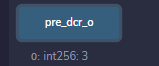 pre_dcr_o
0: int256: 3